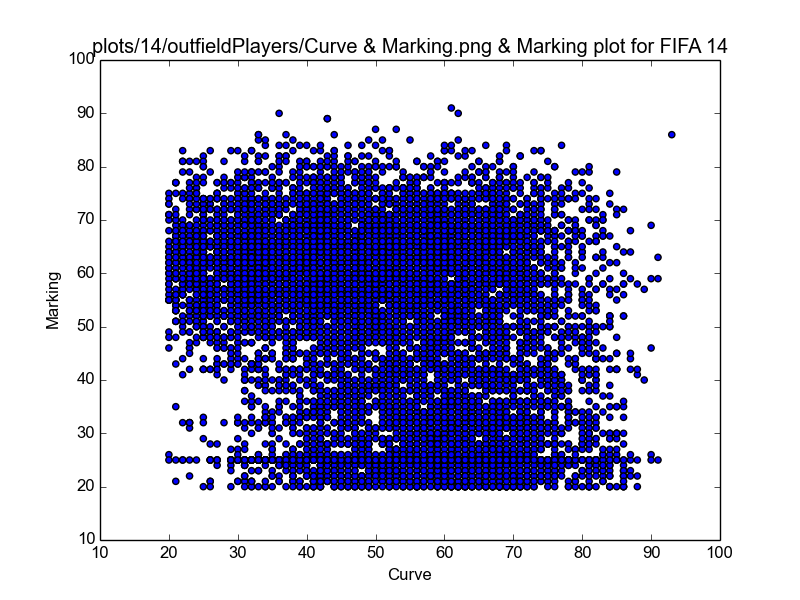 plots/14/outfieldPlayers/Curve & Marking.png & Marking plot for FIFA 14
100
90
80
70
60
50
40
30
20
10
Marking
10 20 30 40 50 60 70 80 90 100
Curve